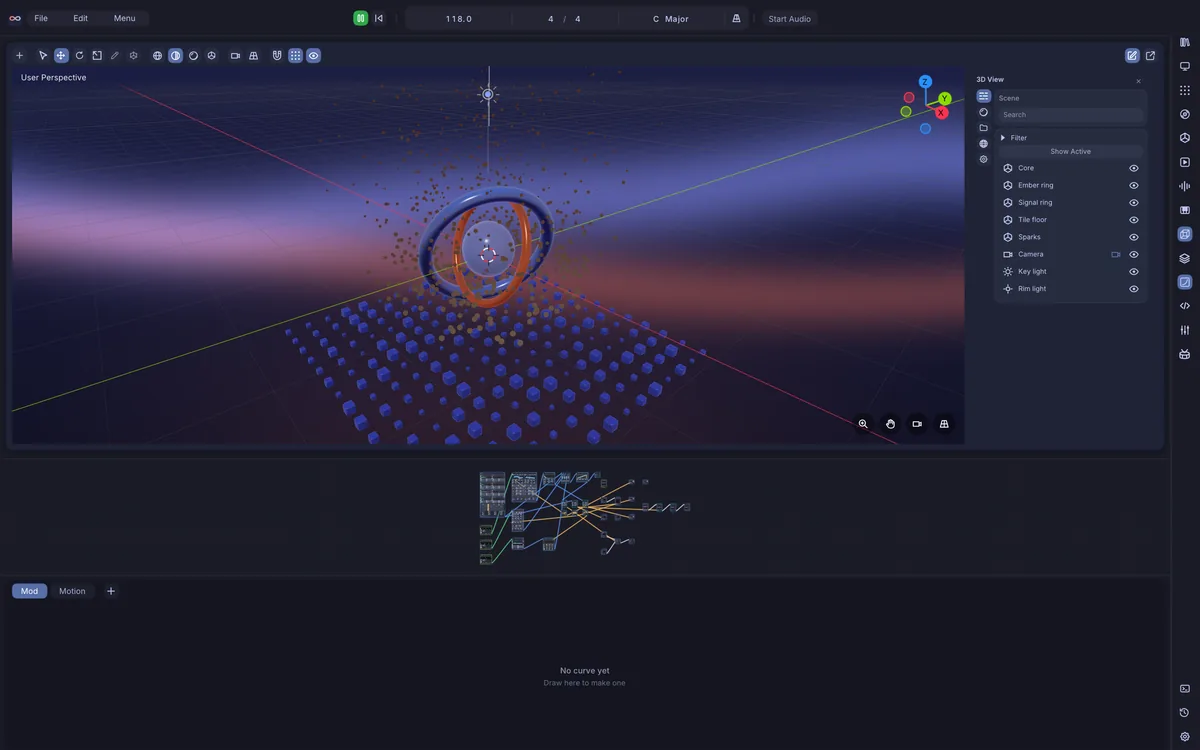 File Edit Menu
118.0 4 / 4 C Major Start Audio
User Perspective
Z
Y
X
3D View
Scene
Search
Filter
Show Active
Core
Ember ring
Signal ring
Tile floor
Sparks
Camera
Key light
Rim light
Mod Motion
No curve yet
Draw here to make one